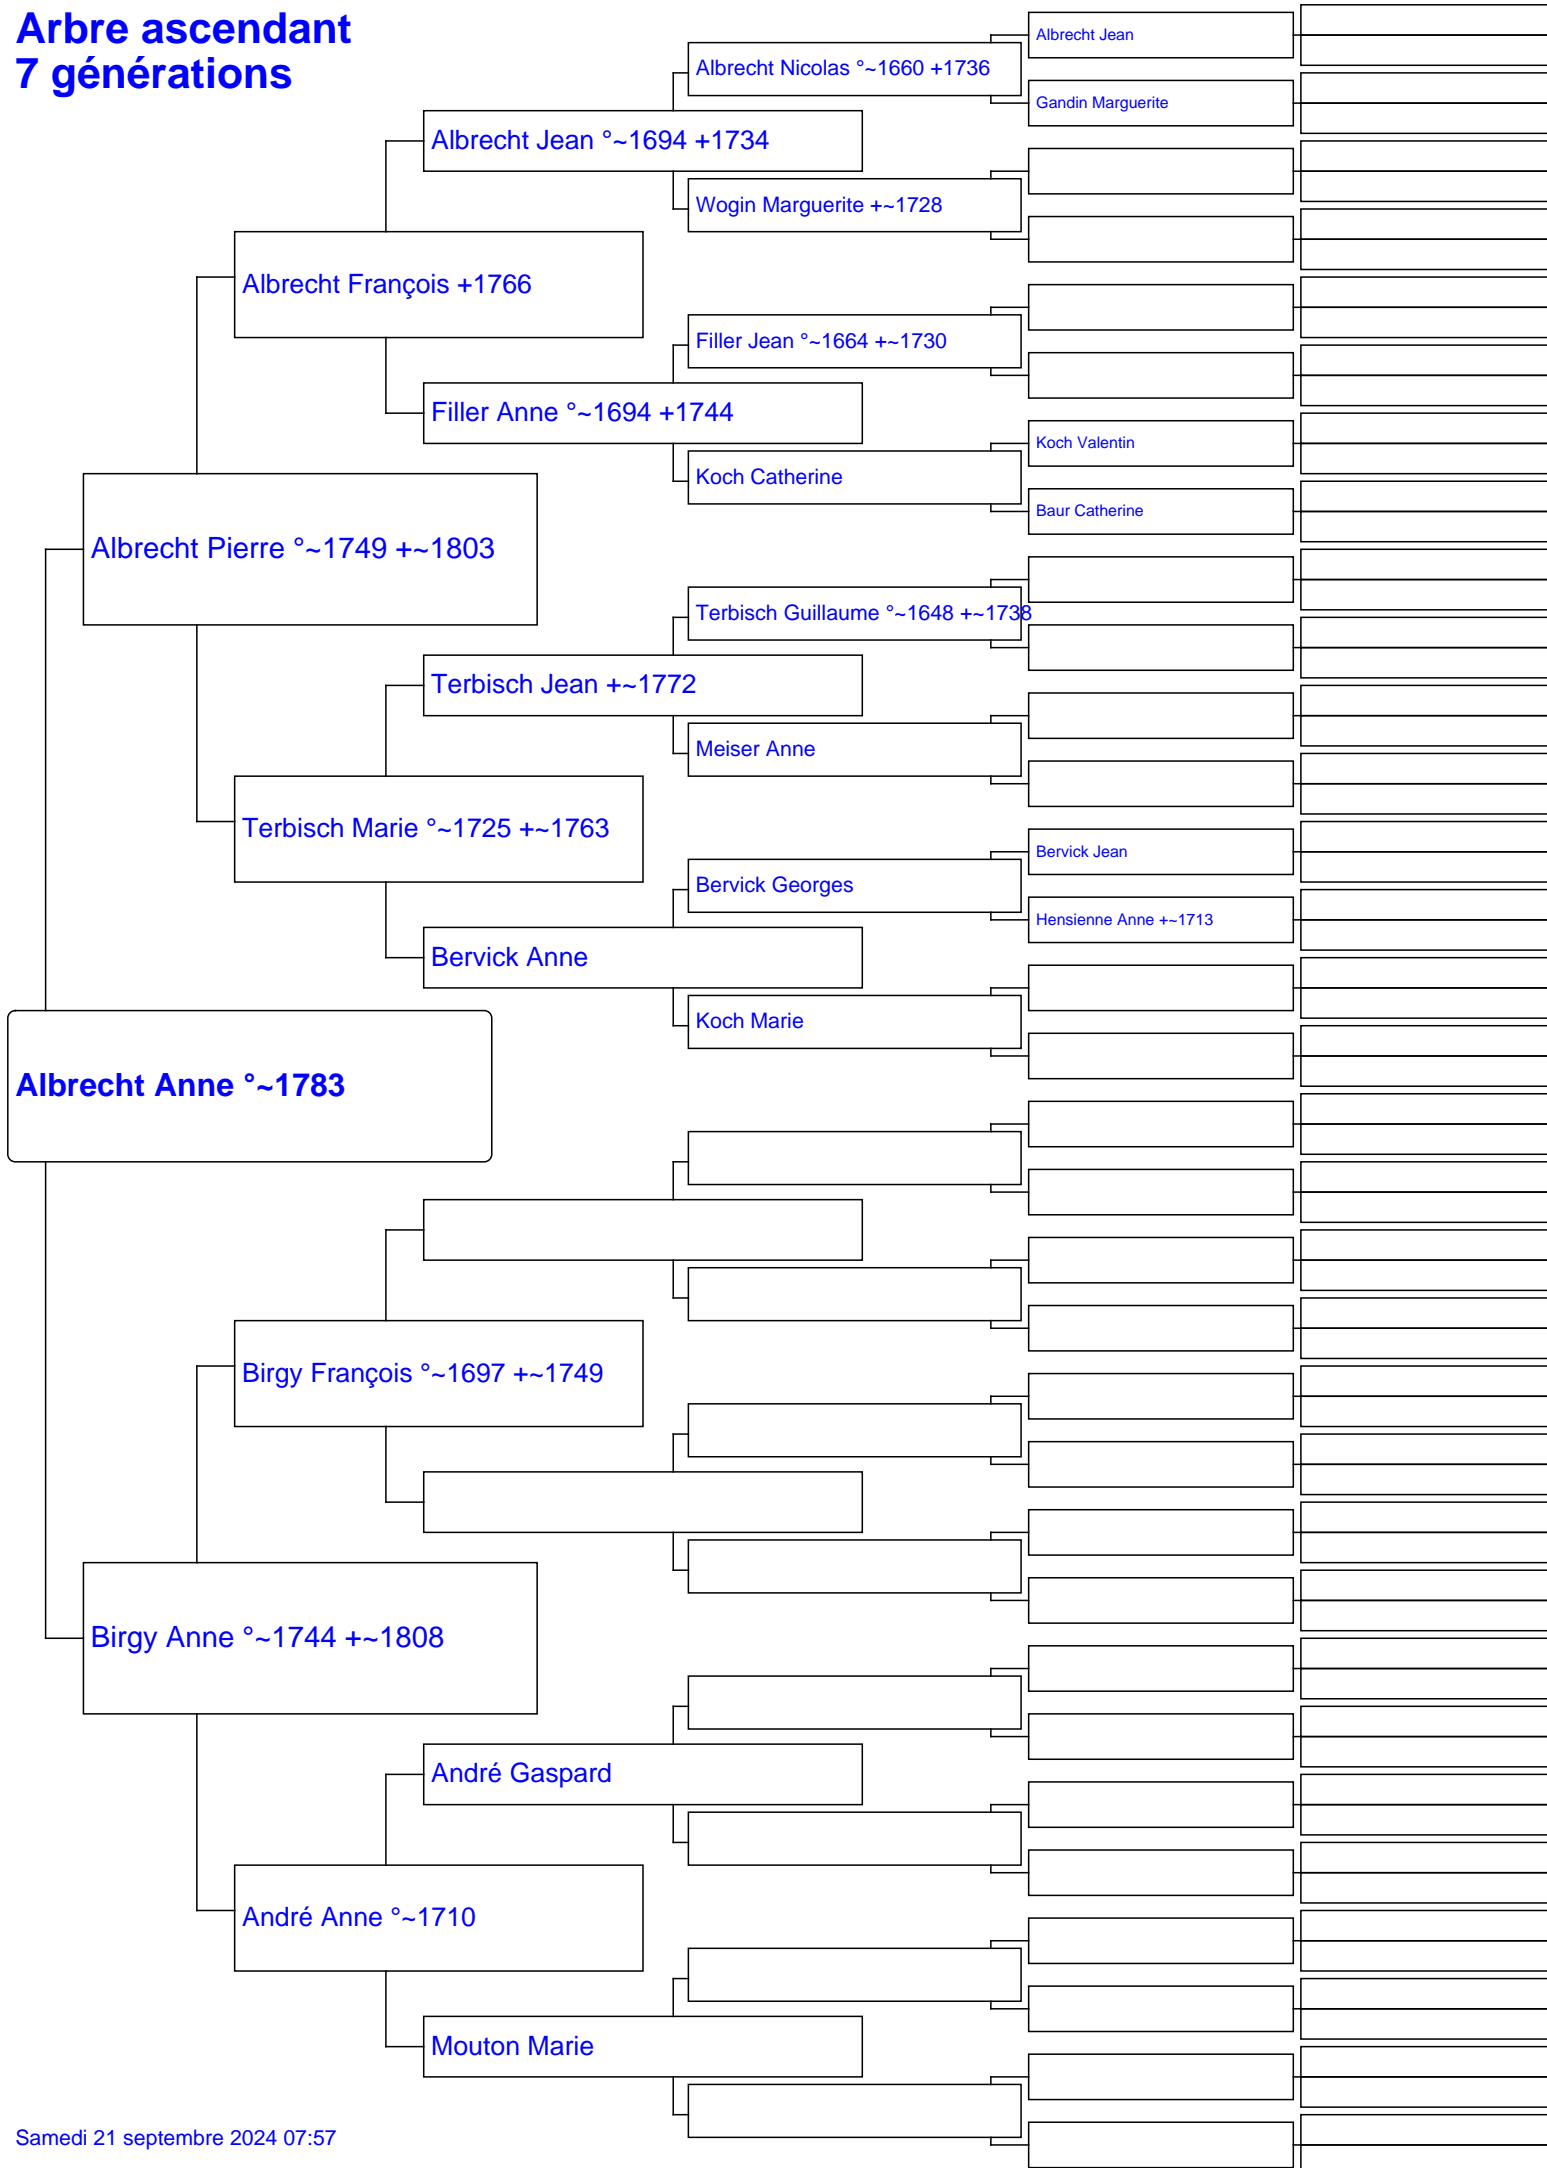 Arbre ascendant
7 générations
Albrecht Jean
Albrecht Nicolas °~1660 +1736
Gandin Marguerite
Albrecht Jean °~1694 +1734
Wogin Marguerite +~1728
Albrecht François +1766
Filler Jean °~1664 +~1730
Filler Anne °~1694 +1744
Koch Valentin
Koch Catherine
Baur Catherine
Albrecht Pierre °~1749 +~1803
Terbisch Guillaume °~1648 +~1738
Terbisch Jean +~1772
Meiser Anne
Terbisch Marie °~1725 +~1763
Bervick Jean
Bervick Georges
Hensienne Anne +~1713
Bervick Anne
Koch Marie
Albrecht Anne °~1783
Birgy François °~1697 +~1749
Birgy Anne °~1744 +~1808
André Gaspard
André Anne °~1710
Mouton Marie
Samedi 21 septembre 2024 07:57